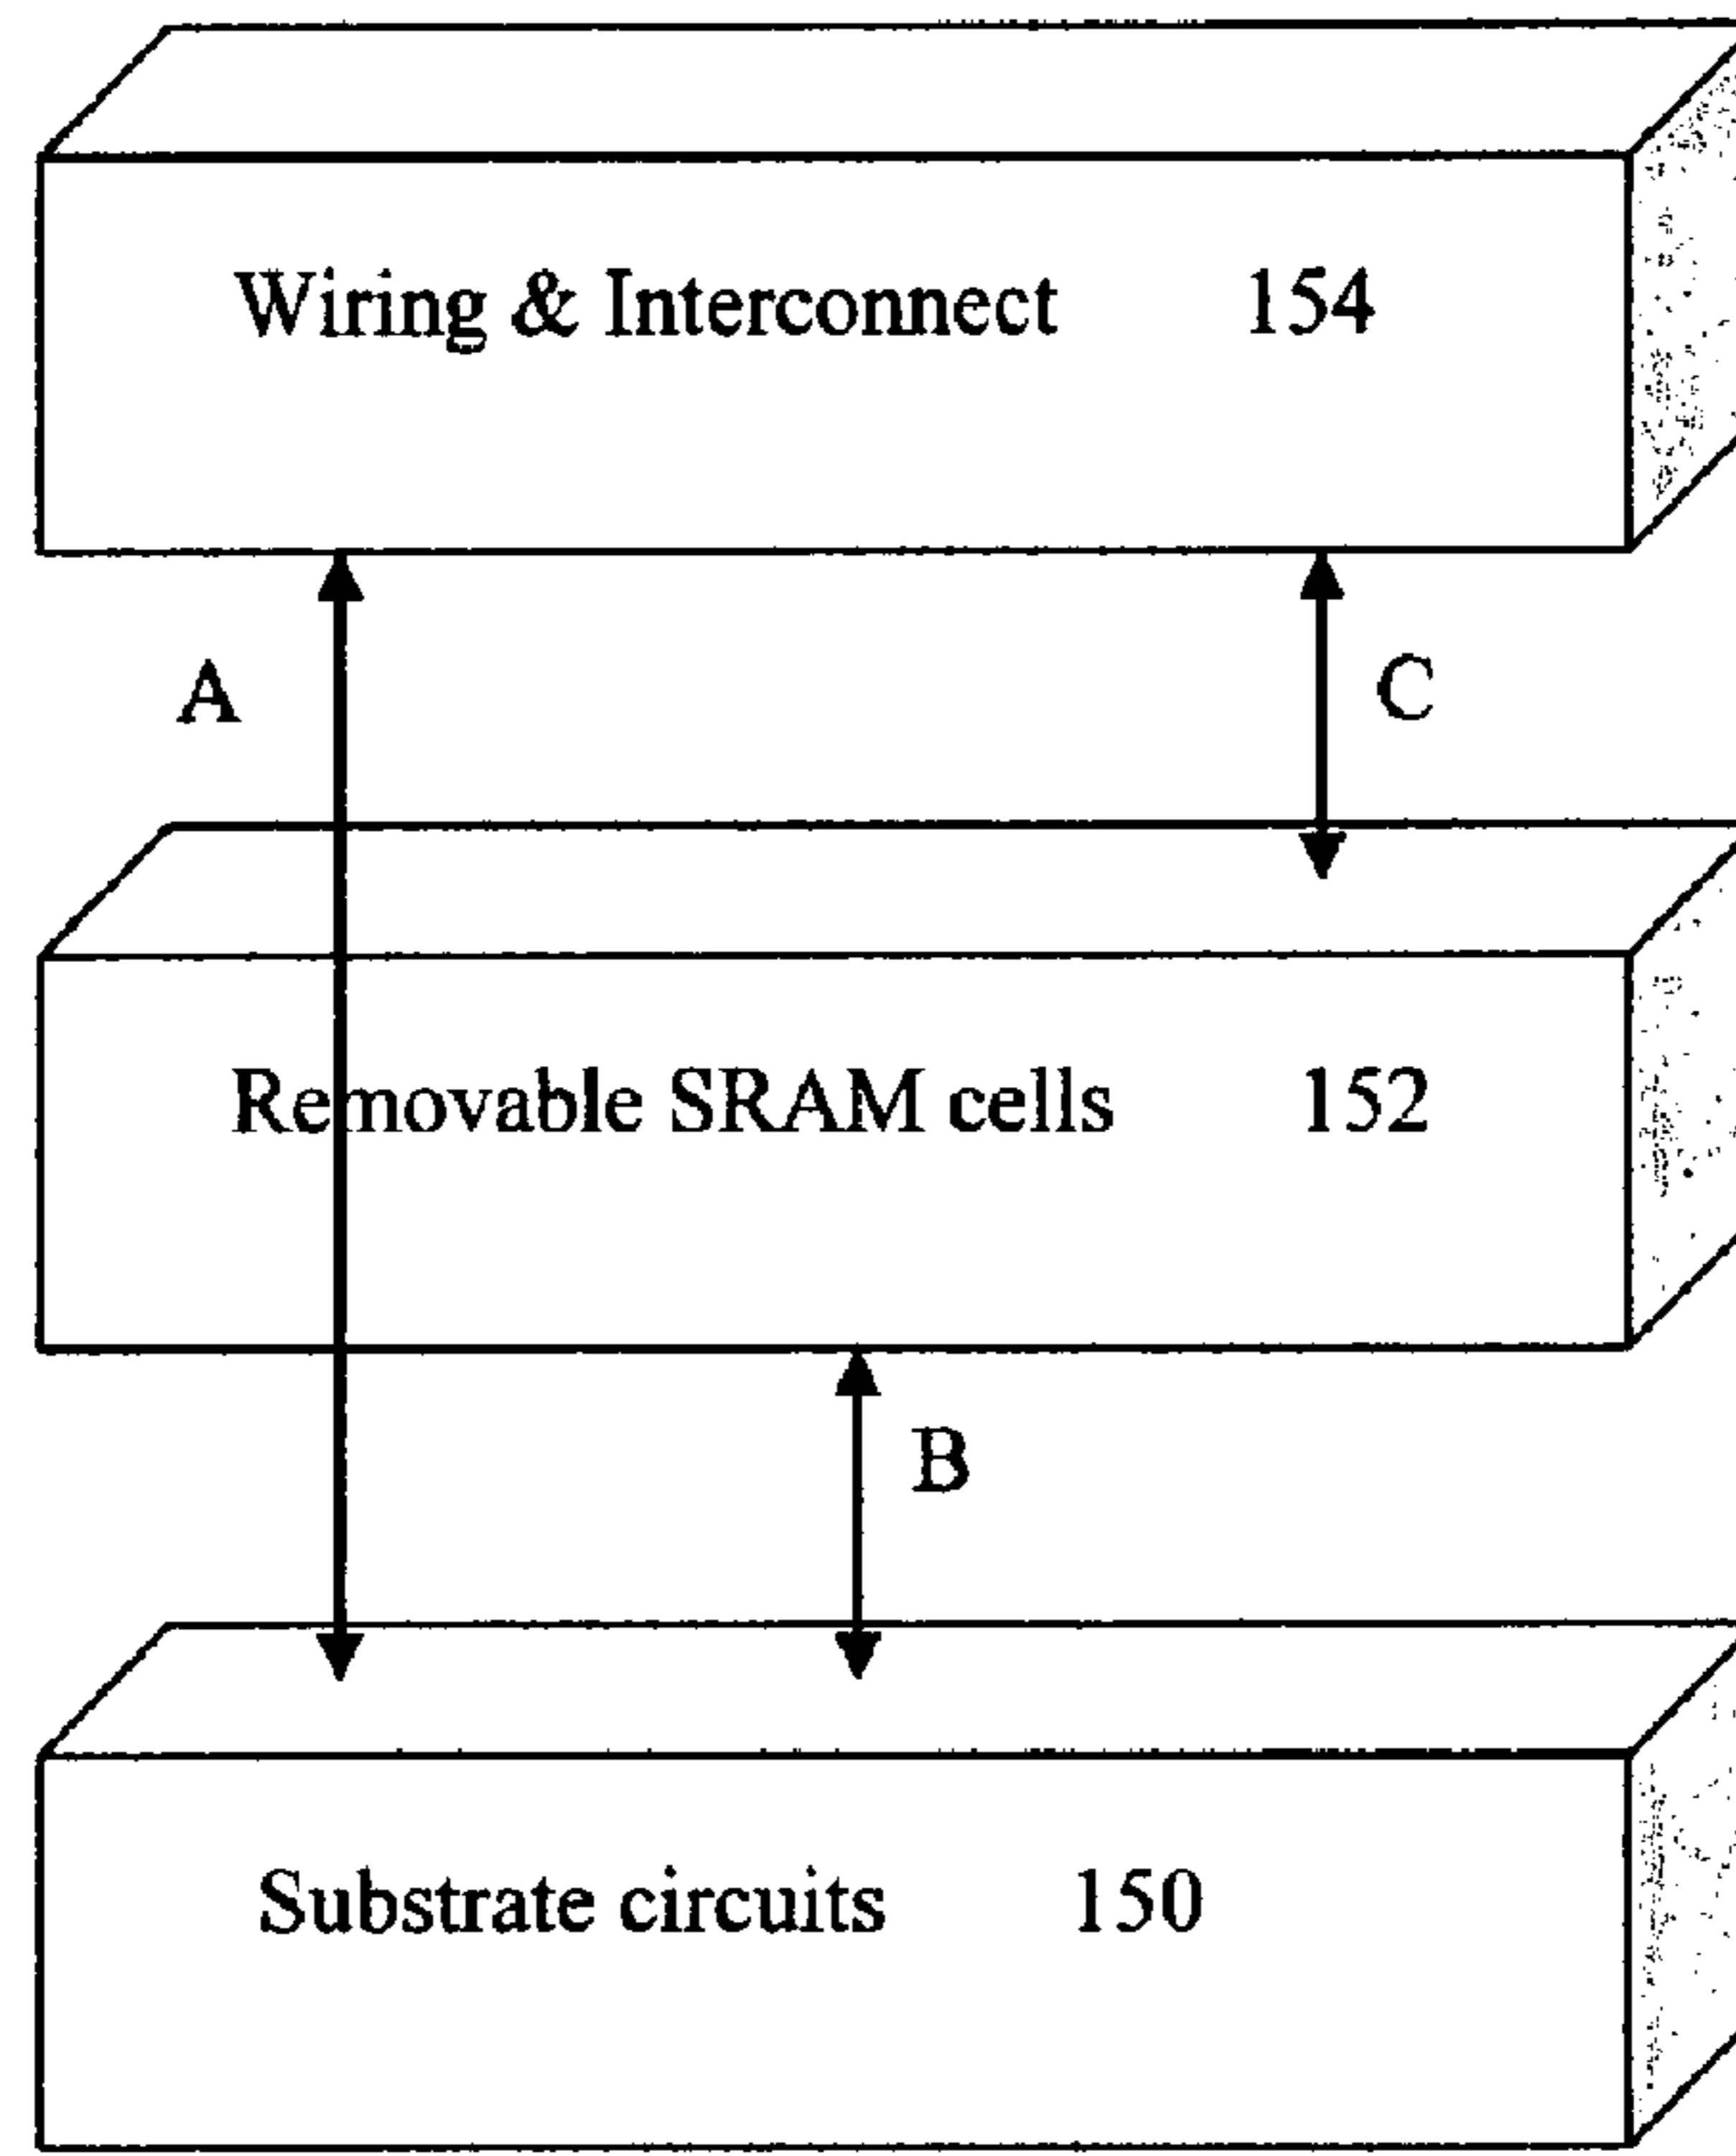 Wiring & Interconnect 154
A
C
Removable SRAM cells 152
B
Substrate circuits 150